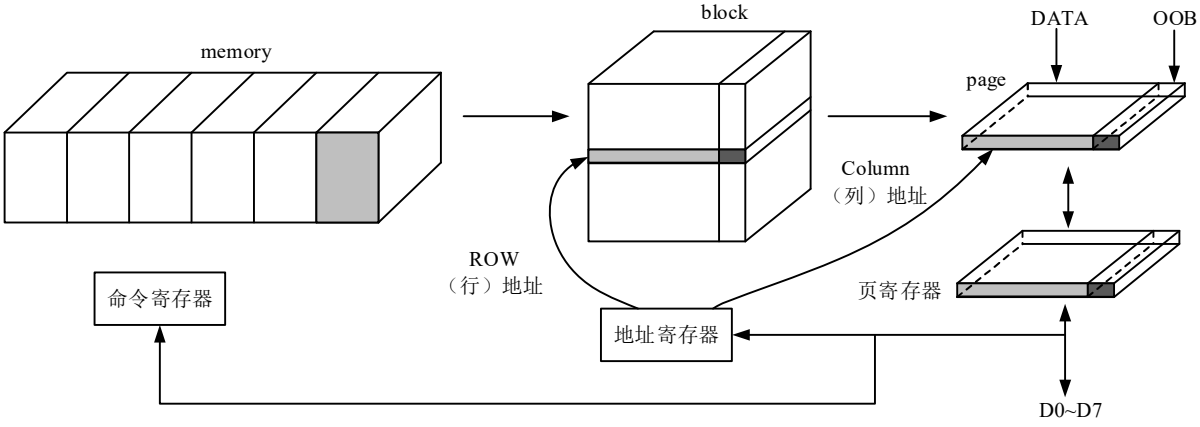 memory
block
DATA
OOB
page
Column
（列）地址
ROW
（行）地址
命令寄存器
地址寄存器
页寄存器
D0~D7